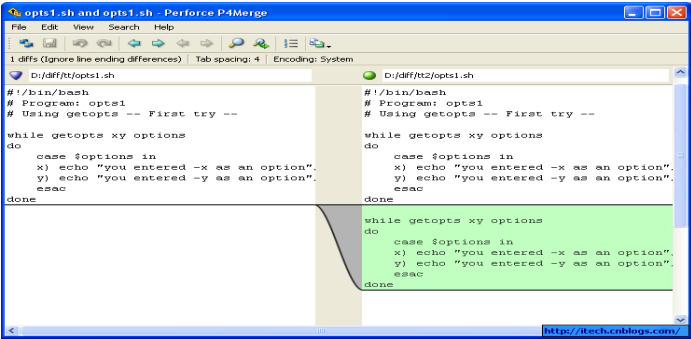 opts1.sh and opts1.sh - Perforce P4Merge
File Edit View Search Help
1 diffs (Ignore line ending differences) Tab spacing: 4 Encoding: System
D:/diff/tt/opts1.sh
#!/bin/bash
# Program: opts1
# Using getopts -- First try --
while getopts xy options
do
case $options in
x) echo "you entered -x as an option".
y) echo "you entered -y as an option".
esac
done
D:/diff/tt2/opts1.sh
#!/bin/bash
# Program: opts1
# Using getopts -- First try --
while getopts xy options
do
case $options in
x) echo "you entered -x as an option".
y) echo "you entered -y as an option".
esac
done
while getopts xy options
do
case $options in
x) echo "you entered -x as an option".
y) echo "you entered -y as an option".
esac
done
http://itech.cnblogs.com/